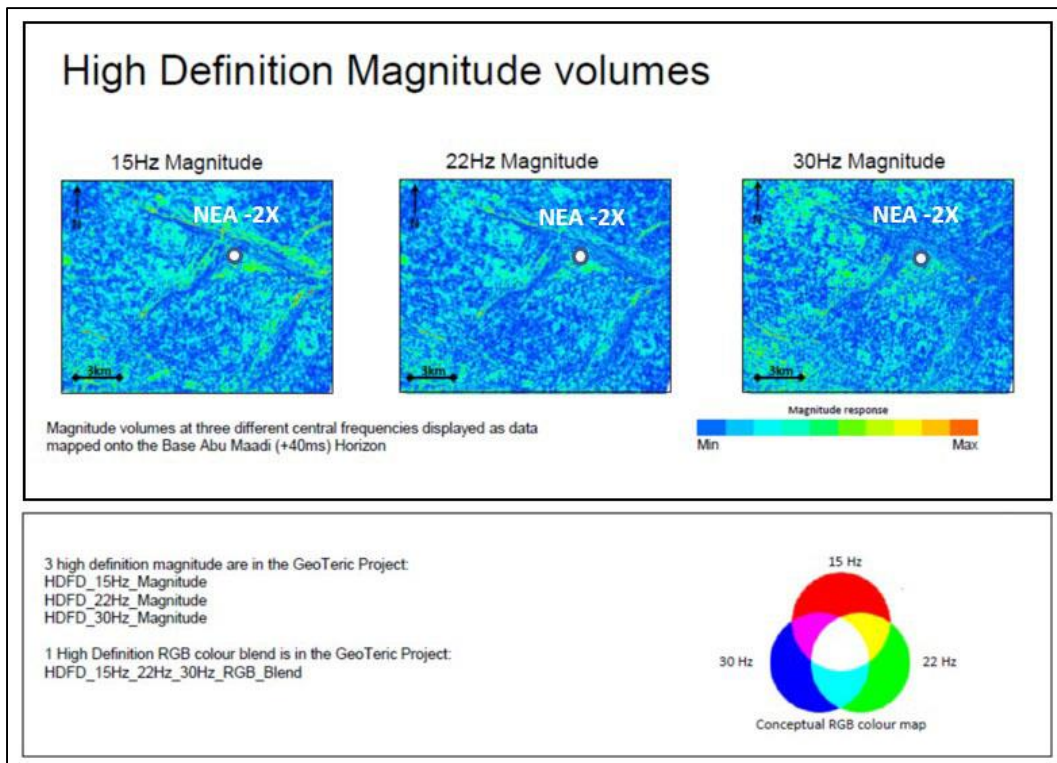 High Definition Magnitude volumes
15Hz Magnitude
22Hz Magnitude
30Hz Magnitude
NEA -2X
NEA -2X
NEA -2X
N
3km
3km
3km
Magnitude volumes at three different central frequencies displayed as data
mapped onto the Base Abu Maadi (+40ms) Horizon
Magnitude response
Min
Max
3 high definition magnitude are in the GeoTeric Project:
HDFD_15Hz_Magnitude
HDFD_22Hz_Magnitude
HDFD_30Hz_Magnitude
1 High Definition RGB colour blend is in the GeoTeric Project:
HDFD_15Hz_22Hz_30Hz_RGB_Blend
15 Hz
30 Hz
22 Hz
Conceptual RGB colour map